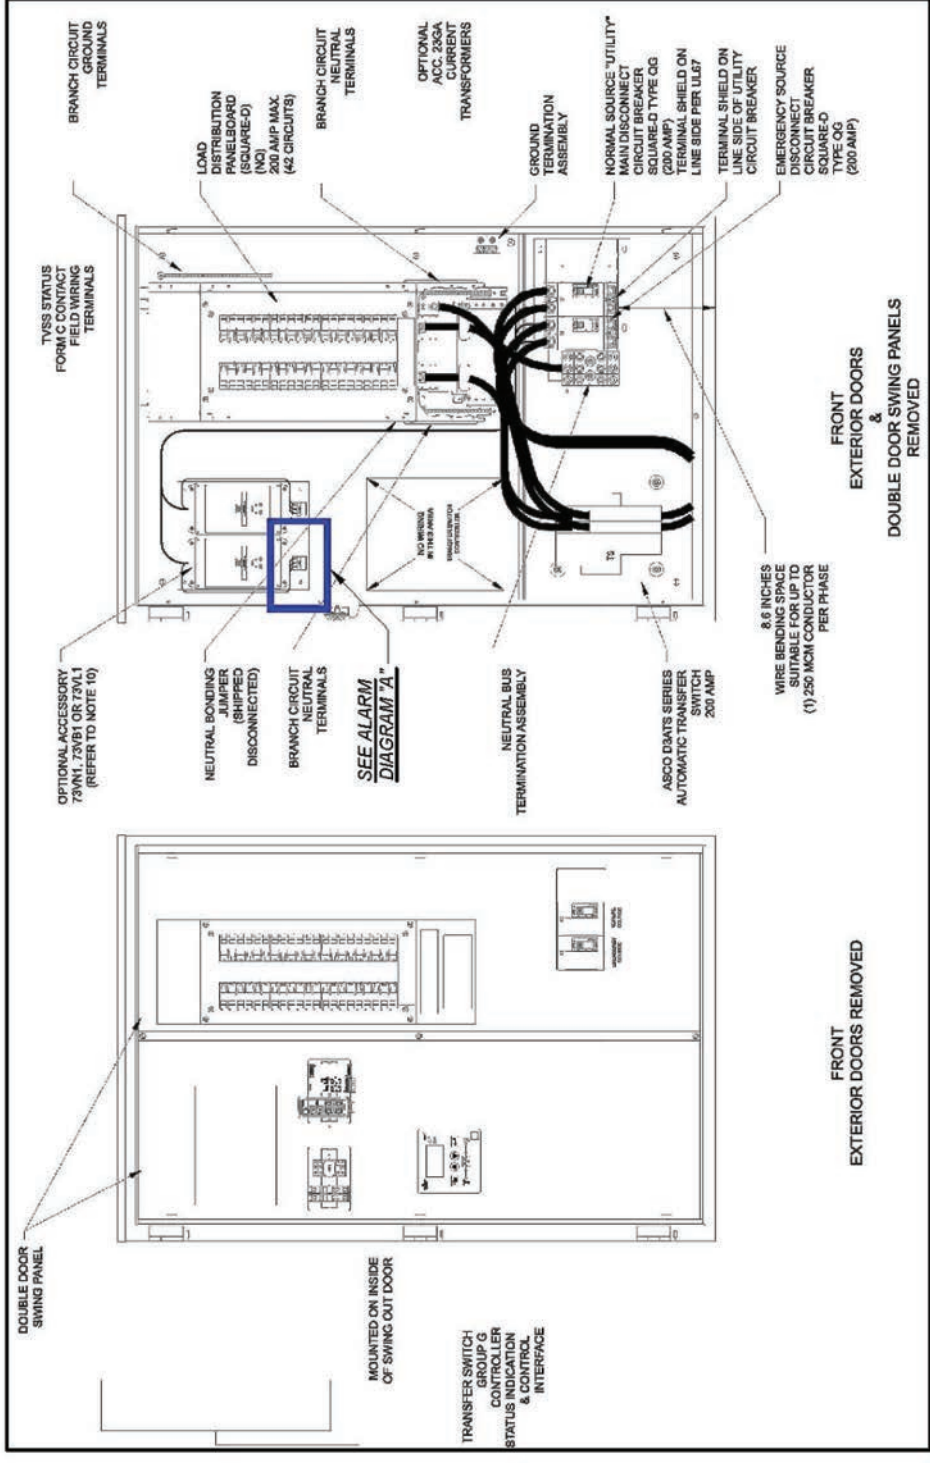 DOUBLE DOOR
SWING PANEL
MOUNTED ON INSIDE
OF SWING OUT DOOR
TRANSFER SWITCH
GROUP G
CONTROLLER
STATUS INDICATION
& CONTROL
INTERFACE
FRONT
EXTERIOR DOORS REMOVED
OPTIONAL ACCESSORY
73VN1, 73VB1 OR 73VL1
(REFER TO NOTE 10)
NEUTRAL BONDING
JUMPER
(SHIPPED
DISCONNECTED)
BRANCH CIRCUIT
NEUTRAL
TERMINALS
SEE ALARM
DIAGRAM "A"
NEUTRAL BUS
TERMINATION ASSEMBLY
ASCO D3ATS SERIES
AUTOMATIC TRANSFER
SWITCH
200 AMP
8.6 INCHES
WIRE BENDING SPACE
SUITABLE FOR UP TO
(1) 250 MCM CONDUCTOR
PER PHASE
TS
TVSS STATUS
FORM C CONTACT
FIELD WIRING
TERMINALS
BRANCH CIRCUIT
GROUND
TERMINALS
LOAD
DISTRIBUTION
PANELBOARD
(SQUARE-D)
(NQ)
200 AMP MAX.
(42 CIRCUITS)
BRANCH CIRCUIT
NEUTRAL
TERMINALS
OPTIONAL
ACC. 23GA
CURRENT
TRANSFORMERS
GROUND
TERMINATION
ASSEMBLY
NORMAL SOURCE "UTILITY"
MAIN DISCONNECT
CIRCUIT BREAKER
SQUARE-D TYPE QG
(200 AMP)
TERMINAL SHIELD ON
LINE SIDE PER UL67
TERMINAL SHIELD ON
LINE SIDE OF UTILITY
CIRCUIT BREAKER
EMERGENCY SOURCE
DISCONNECT
CIRCUIT BREAKER
SQUARE-D
TYPE QG
(200 AMP)
FRONT
EXTERIOR DOORS
&
DOUBLE DOOR SWING PANELS
REMOVED